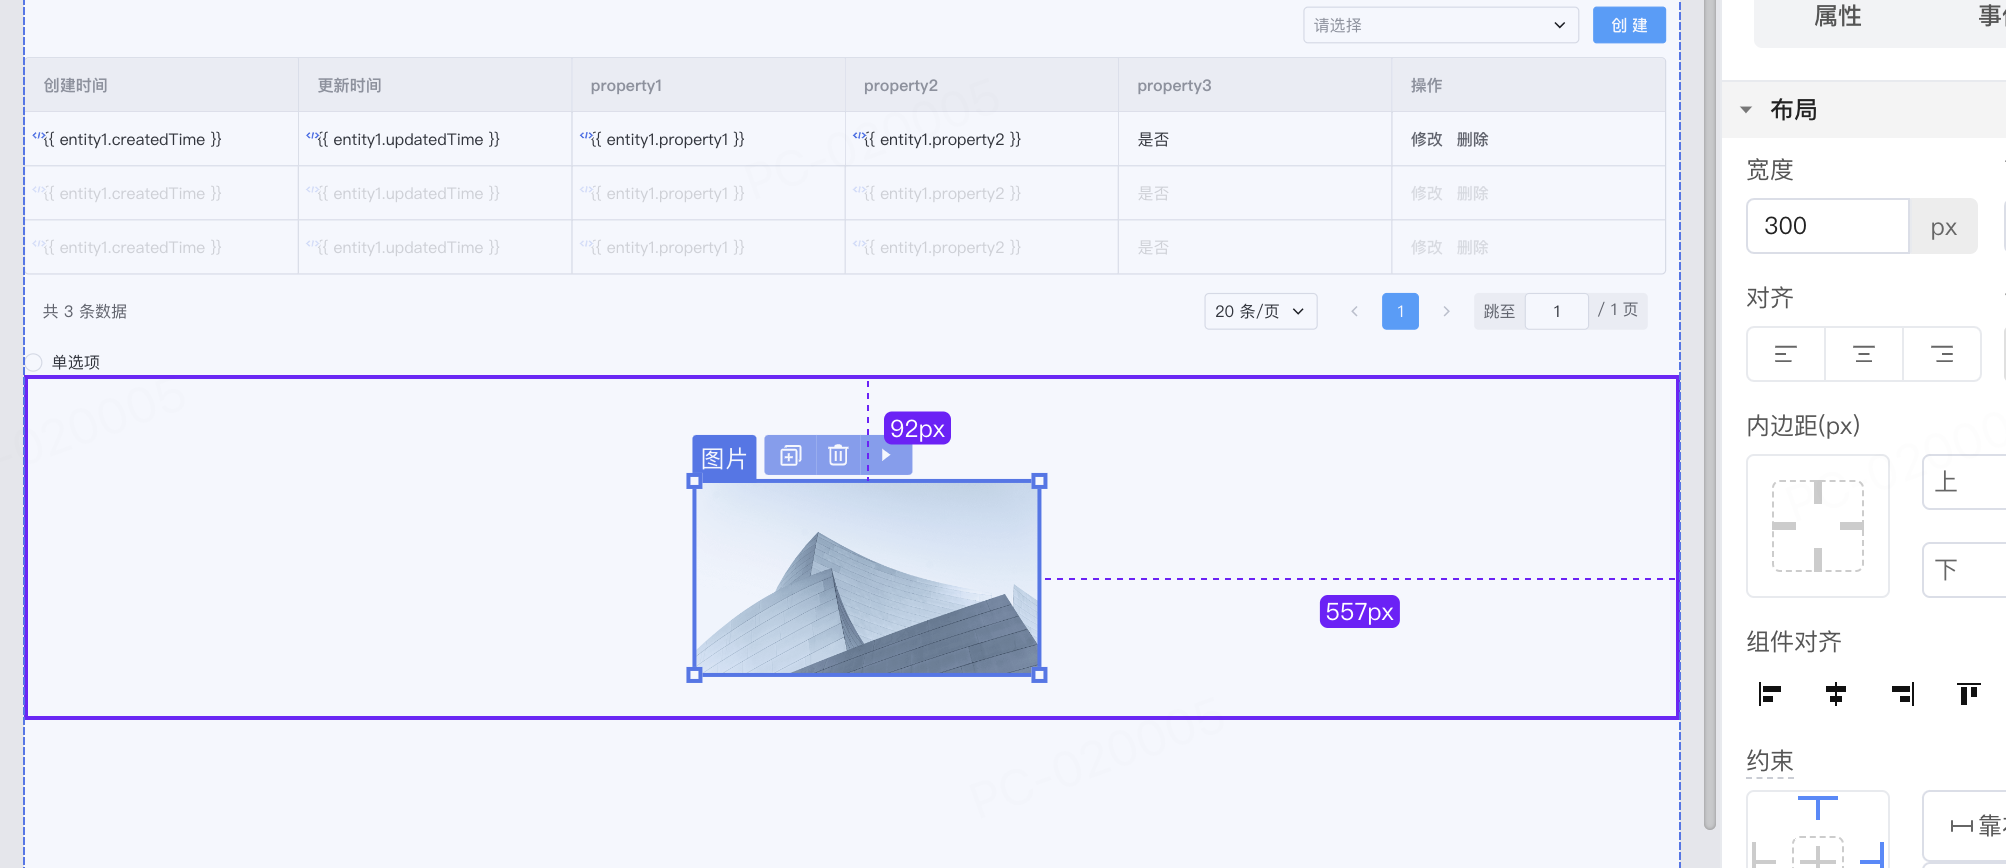 请选择
创 建
创建时间 更新时间 property1 property2 property3 操作
{{ entity1.createdTime }} {{ entity1.updatedTime }} {{ entity1.property1 }} {{ entity1.property2 }} 是否 修改 删除
{{ entity1.createdTime }} {{ entity1.updatedTime }} {{ entity1.property1 }} {{ entity1.property2 }} 是否 修改 删除
{{ entity1.createdTime }} {{ entity1.updatedTime }} {{ entity1.property1 }} {{ entity1.property2 }} 是否 修改 删除
共 3 条数据
20 条/页
1
跳至 1 / 1 页
单选项
92px
图片
557px
属性
布局
宽度
300 px
对齐
内边距(px)
上
下
组件对齐
约束
靠
PC-020005